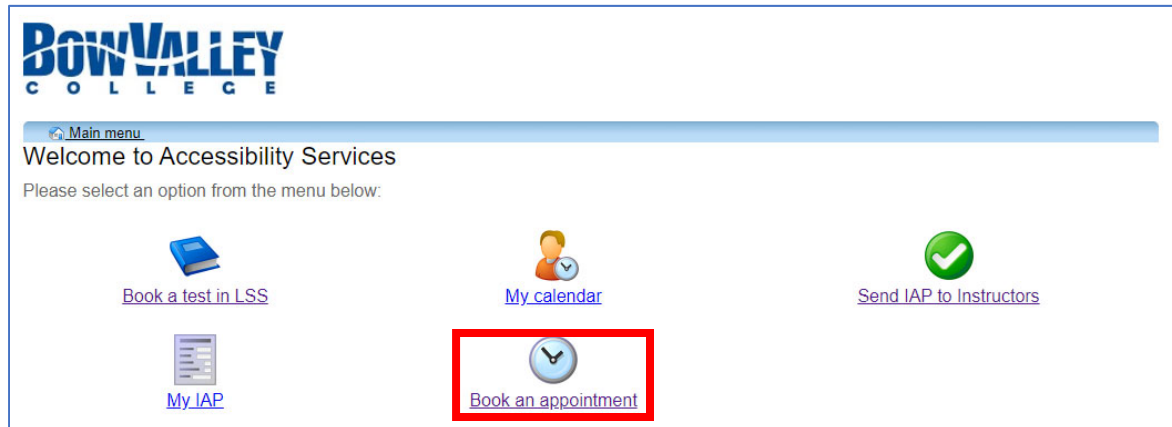 BOW VALLEY
COLLEGE
Main menu
Welcome to Accessibility Services
Please select an option from the menu below:
Book a test in LSS
My calendar
Send IAP to Instructors
My IAP
Book an appointment